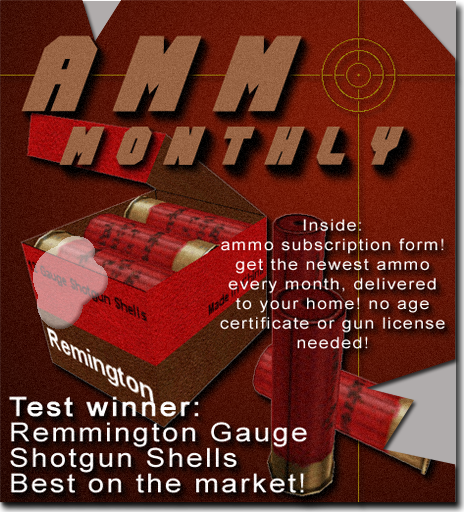 AMM
MONTHLY
Inside:
ammo subscription form!
get the newest ammo
every month, delivered
to your home! no age
certificate or gun license
needed!
Gauge Shotgun Shells
Made
Remington
Test winner:
Remmington Gauge
Shotgun Shells
Best on the market!